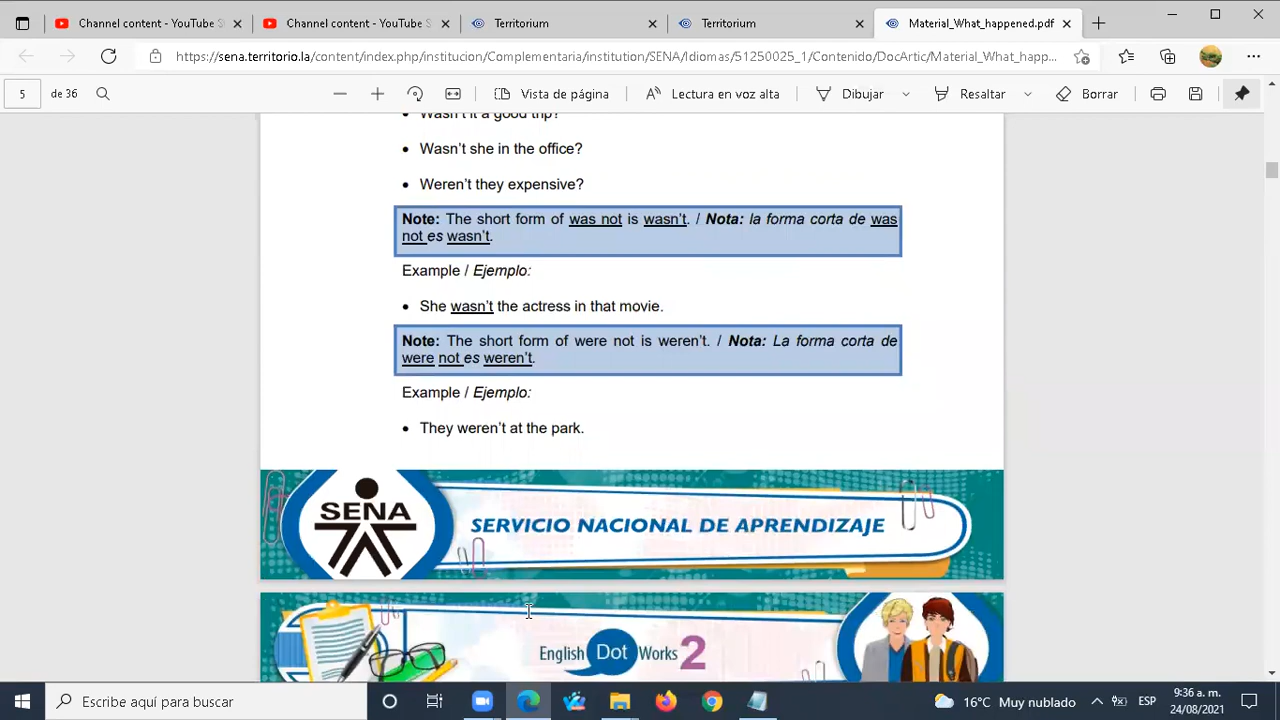 Channel content - YouTube S
Channel content - YouTube S
Territorium
Territorium
Material_What_happened.pdf
https://sena.territorio.la/content/index.php/institucion/Complementaria/institution/SENA/Idiomas/51250025_1/Contenido/DocArtic/Material_What_happ...
5 de 36
Vista de página
Lectura en voz alta
Dibujar
Resaltar
Borrar
• Wasn't it a good trip?
• Wasn't she in the office?
• Weren't they expensive?
Note: The short form of was not is wasn't. / Nota: la forma corta de was
not es wasn't.
Example / Ejemplo:
• She wasn't the actress in that movie.
Note: The short form of were not is weren't. / Nota: La forma corta de
were not es weren't.
Example / Ejemplo:
• They weren't at the park.
SENA
SERVICIO NACIONAL DE APRENDIZAJE
English Dot Works 2
Escribe aquí para buscar
16°C Muy nublado
ESP
9:36 a. m.
24/08/2021